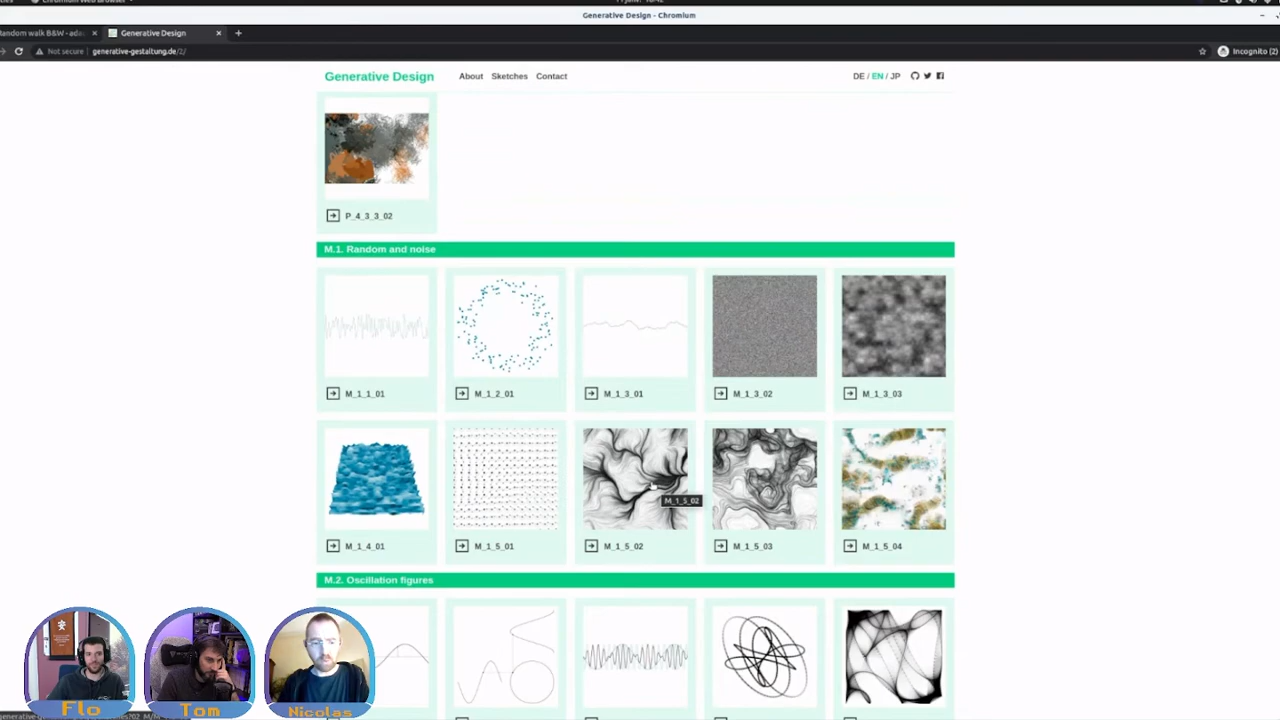 Generative Design - Chromium
Random walk B&W - ada
Generative Design
Not secure
generative-gestaltung.de/2/
Incognito (2)
Generative Design
About
Sketches
Contact
DE / EN / JP
P_4_3_3_02
M.1. Random and noise
M_1_1_01
M_1_2_01
M_1_3_01
M_1_3_02
M_1_3_03
M_1_5_02
M_1_4_01
M_1_5_01
M_1_5_02
M_1_5_03
M_1_5_04
M.2. Oscillation figures
Flo
Tom
Nicolas